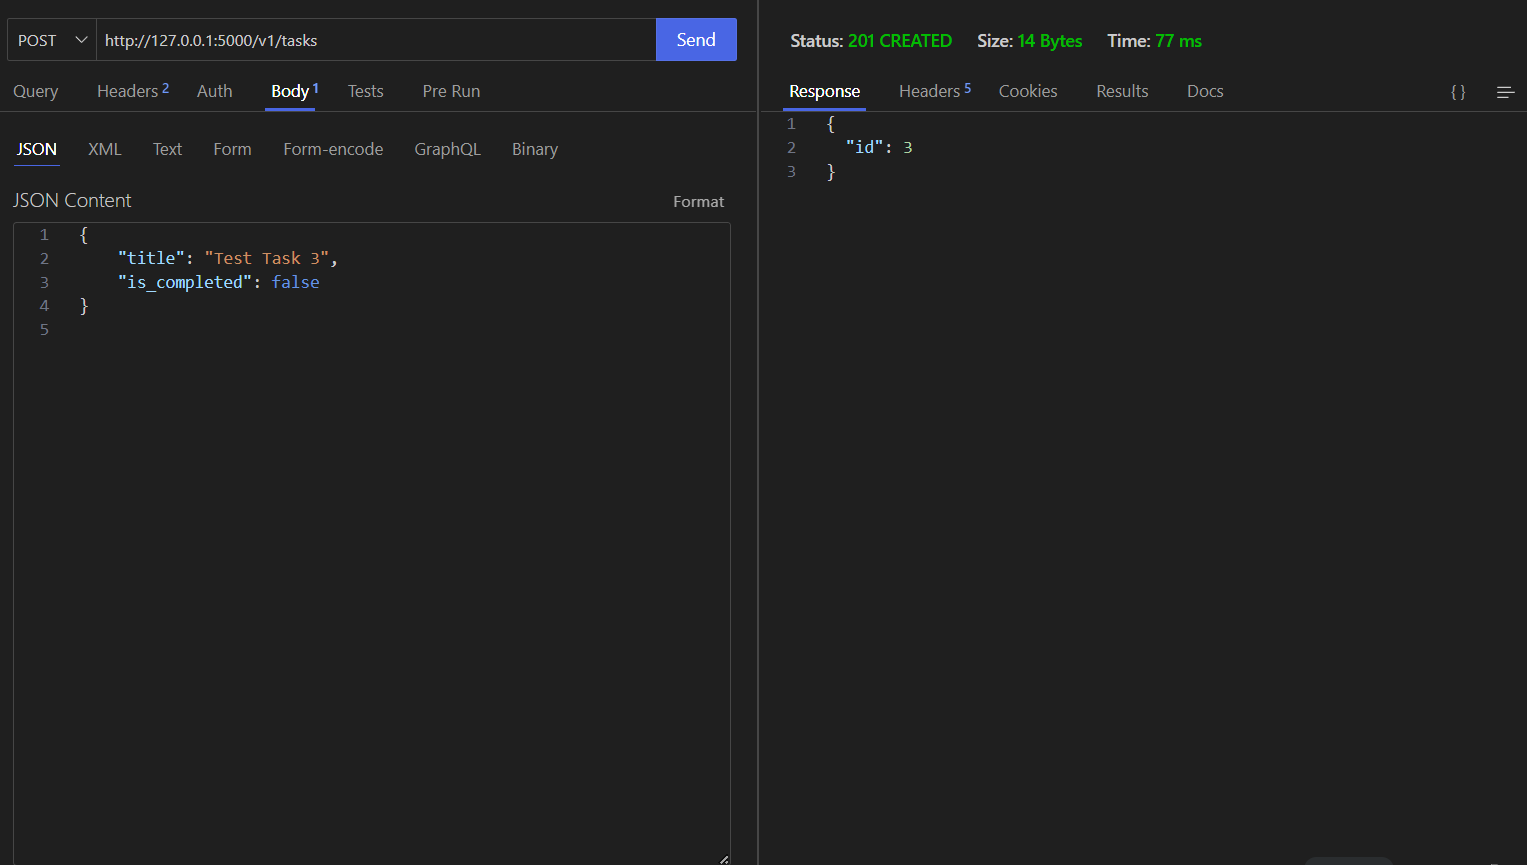 POST http://127.0.0.1:5000/v1/tasks Send
Query Headers 2 Auth Body 1 Tests Pre Run
JSON XML Text Form Form-encode GraphQL Binary
JSON Content Format
1 {
2 "title": "Test Task 3",
3 "is_completed": false
4 }
5
Status: 201 CREATED Size: 14 Bytes Time: 77 ms
Response Headers 5 Cookies Results Docs { }
1 {
2 "id": 3
3 }